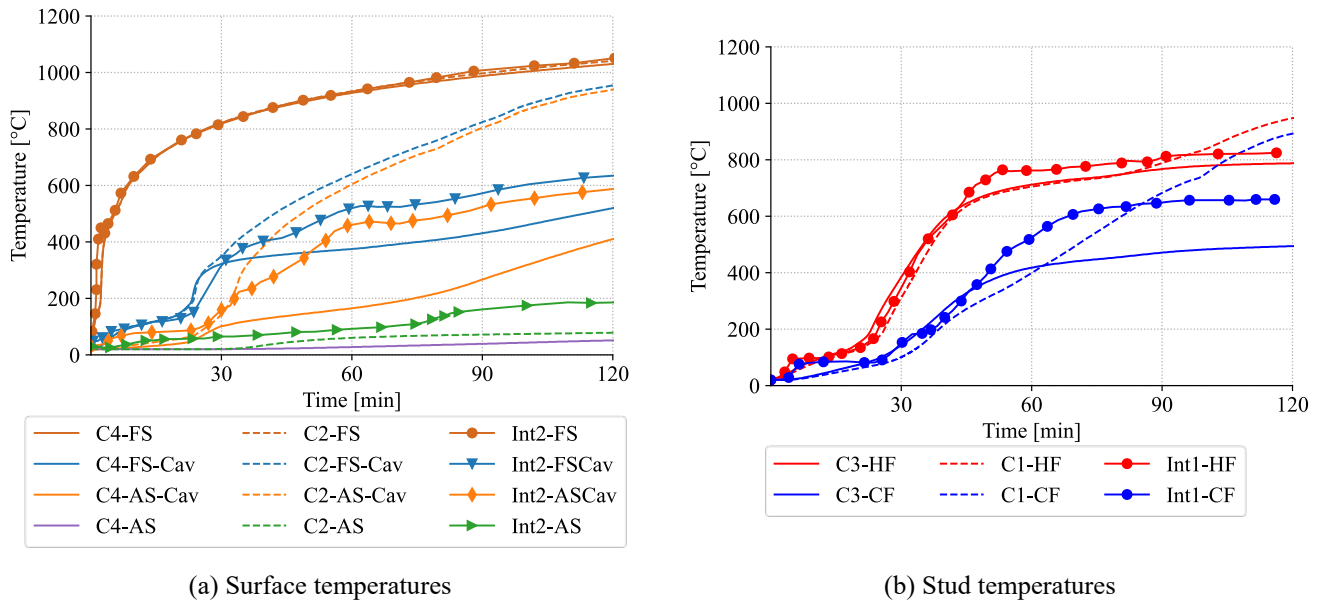 1200
1000
800
600
400
200
0
Temperature [°C]
30
60
90
120
Time [min]
C4-FS
C2-FS
Int2-FS
C4-FS-Cav
C2-FS-Cav
Int2-FSCav
C4-AS-Cav
C2-AS-Cav
Int2-ASCav
C4-AS
C2-AS
Int2-AS
(a) Surface temperatures
1200
1000
800
600
400
200
0
Temperature [°C]
30
60
90
120
Time [min]
C3-HF
C1-HF
Int1-HF
C3-CF
C1-CF
Int1-CF
(b) Stud temperatures